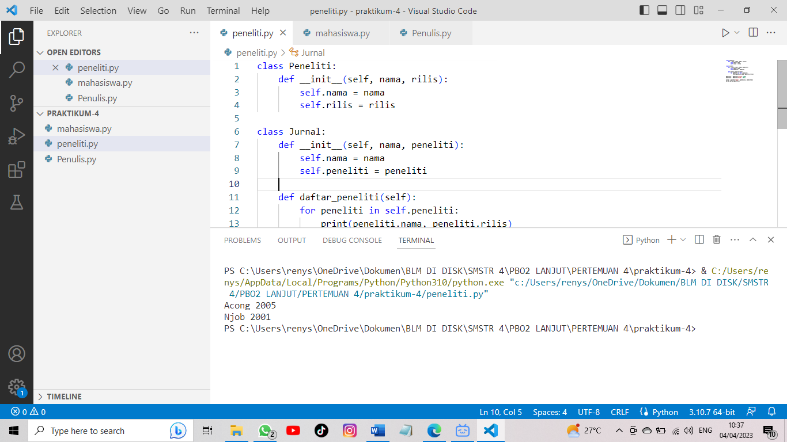 File Edit Selection View Go Run Terminal Help
peneliti.py - praktikum-4 - Visual Studio Code
EXPLORER
OPEN EDITORS
peneliti.py
mahasiswa.py
Penulis.py
PRAKTIKUM-4
mahasiswa.py
peneliti.py
Penulis.py
TIMELINE
peneliti.py mahasiswa.py Penulis.py
peneliti.py > Jurnal
1 class Peneliti:
2 def __init__(self, nama, rilis):
3 self.nama = nama
4 self.rilis = rilis
5
6 class Jurnal:
7 def __init__(self, nama, peneliti):
8 self.nama = nama
9 self.peneliti = peneliti
10
11 def daftar_peneliti(self):
12 for peneliti in self.peneliti:
13 print(peneliti.nama, peneliti.rilis)
PROBLEMS OUTPUT DEBUG CONSOLE TERMINAL
Python
PS C:\Users\renys\OneDrive\Dokumen\BLM DI DISK\SMSTR 4\PBO2 LANJUT\PERTEMUAN 4\praktikum-4> & C:/Users/re
nys/AppData/Local/Programs/Python/Python310/python.exe "c:/Users/renys/OneDrive/Dokumen/BLM DI DISK/SMSTR
4/PBO2 LANJUT/PERTEMUAN 4/praktikum-4/peneliti.py"
Acong 2005
Njob 2001
PS C:\Users\renys\OneDrive\Dokumen\BLM DI DISK\SMSTR 4\PBO2 LANJUT\PERTEMUAN 4\praktikum-4>
1
0 0
Ln 10, Col 5 Spaces: 4 UTF-8 CRLF Python 3.10.7 64-bit
Type here to search
2
27°C
ENG
10:37
04/04/2023
10